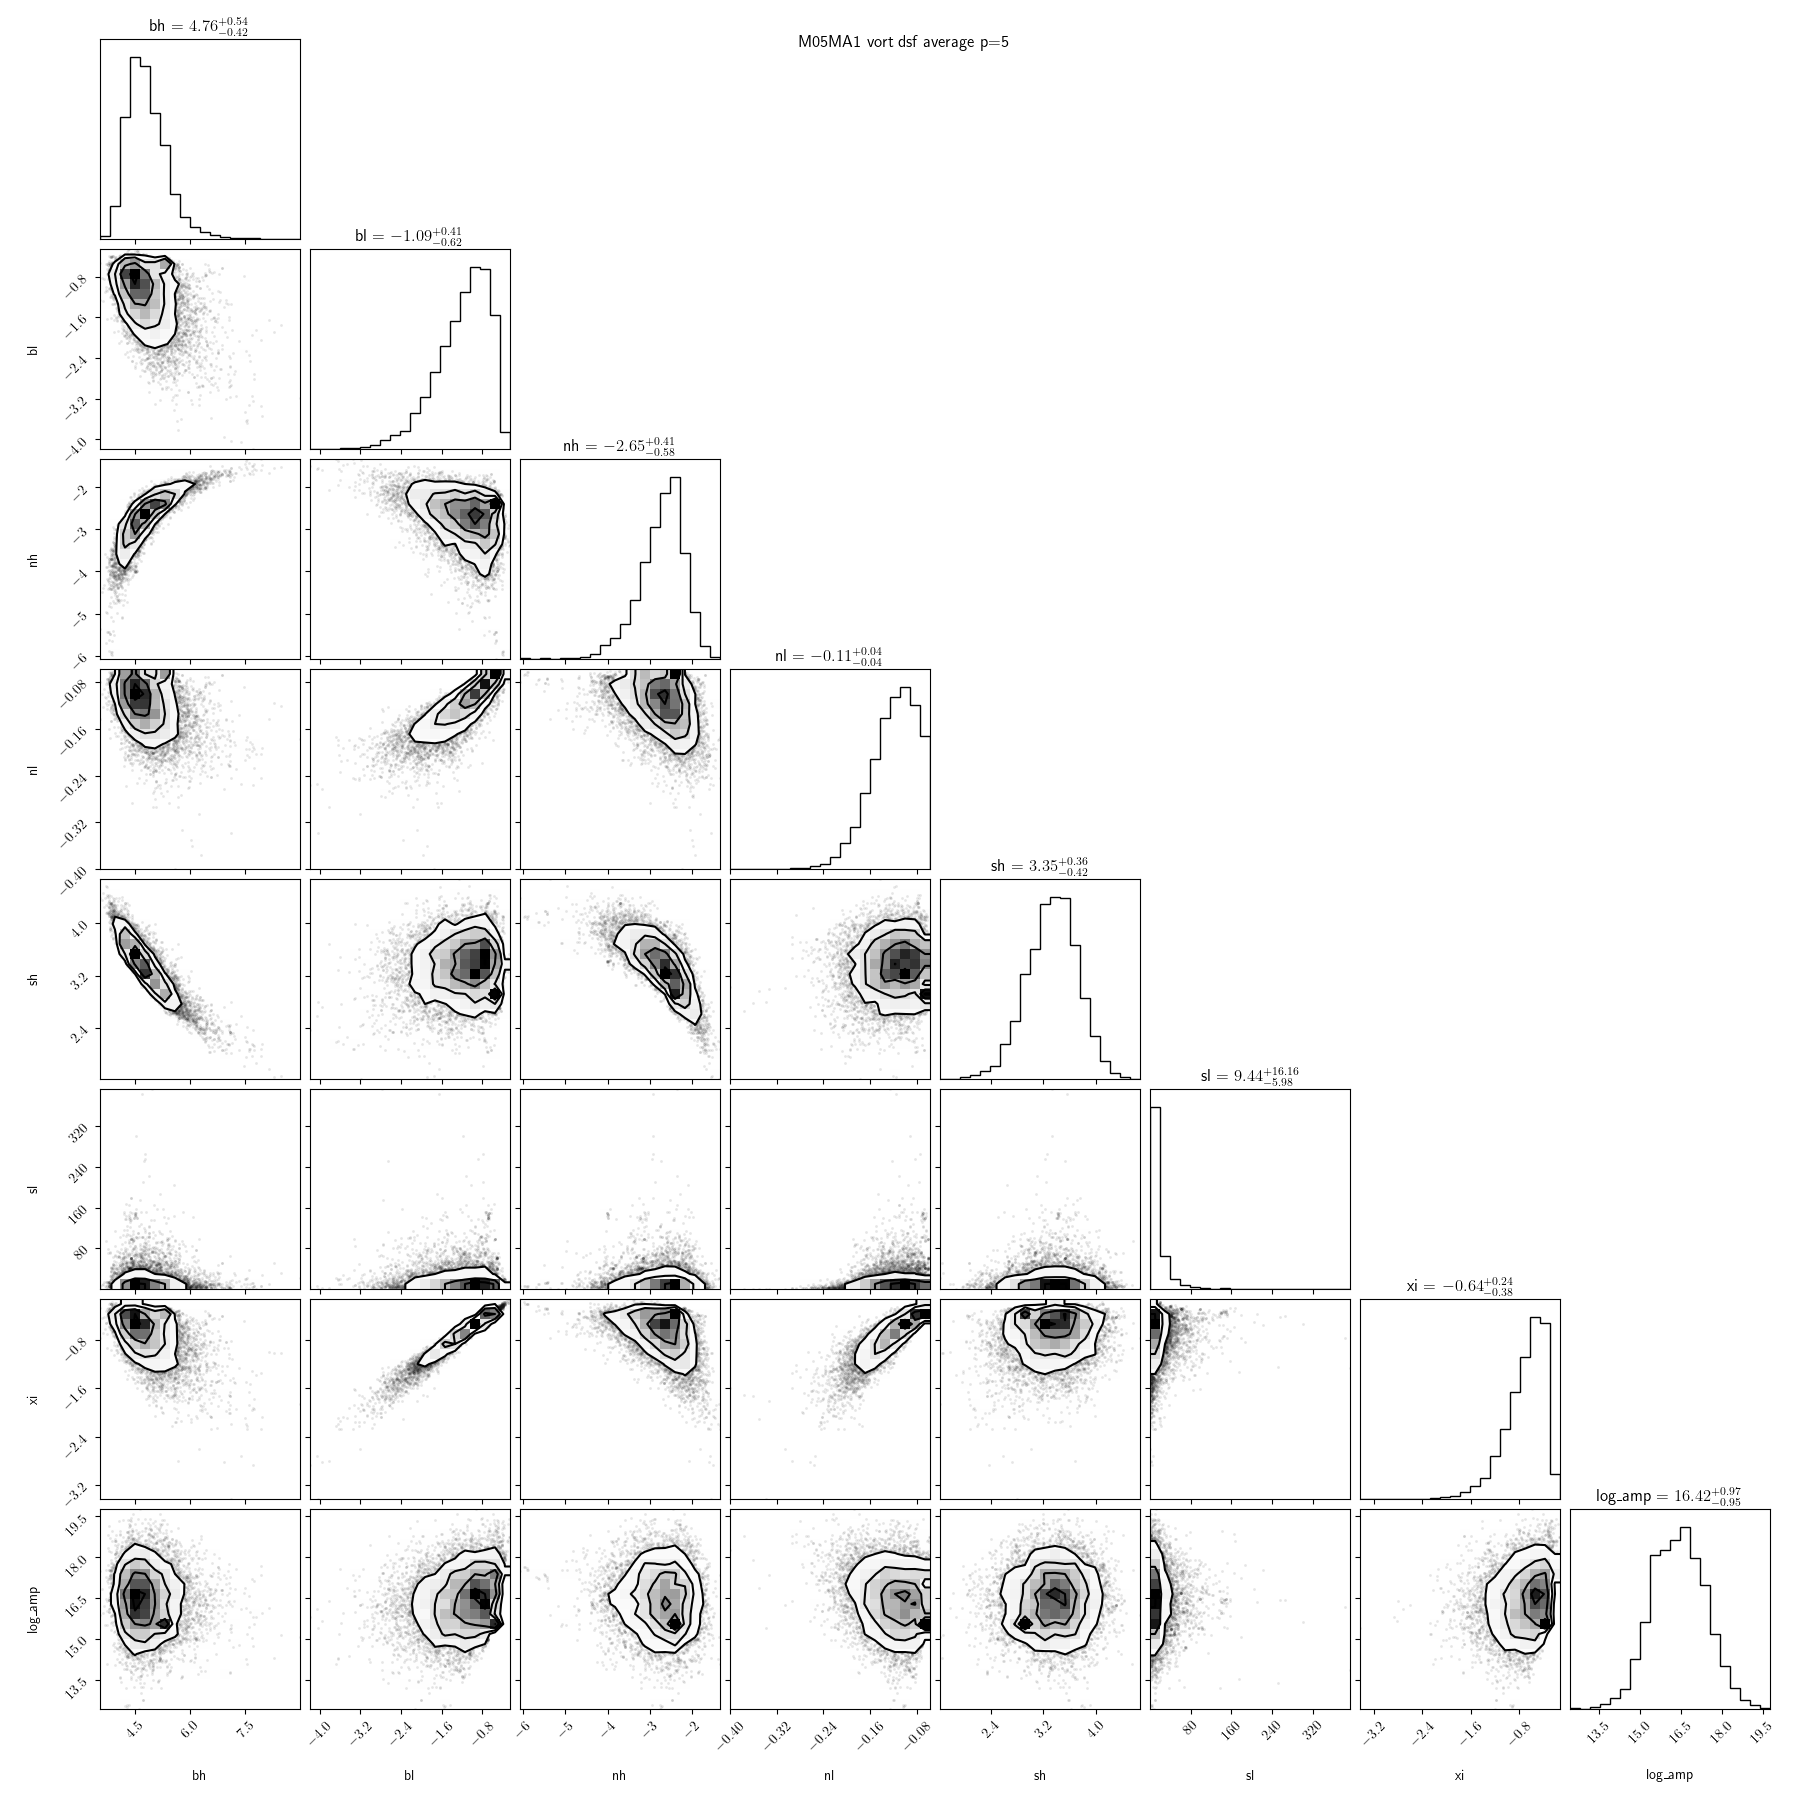 bh = 4.76+0.54−0.42
M05MA1 vort dsf average p=5
bl = −1.09+0.41−0.62
−0.8
−1.6
−2.4
−3.2
−4.0
bl
nh = −2.65+0.41−0.58
−2
−3
−4
−5
−6
nh
nl = −0.11+0.04−0.04
−0.08
−0.16
−0.24
−0.32
−0.40
nl
sh = 3.35+0.36−0.42
4.0
3.2
2.4
sh
sl = 9.44+16.16−5.98
320
240
160
80
sl
xi = −0.64+0.24−0.38
−0.8
−1.6
−2.4
−3.2
xi
log_amp = 16.42+0.97−0.95
19.5
18.0
16.5
15.0
13.5
log_amp
4.5 6.0 7.5 −4.0 −3.2 −2.4 −1.6 −0.8 −6 −5 −4 −3 −2 −0.40 −0.32 −0.24 −0.16 −0.08 2.4 3.2 4.0 80 160 240 320 −3.2 −2.4 −1.6 −0.8 13.5 15.0 16.5 18.0 19.5
bh bl nh nl sh sl xi log_amp